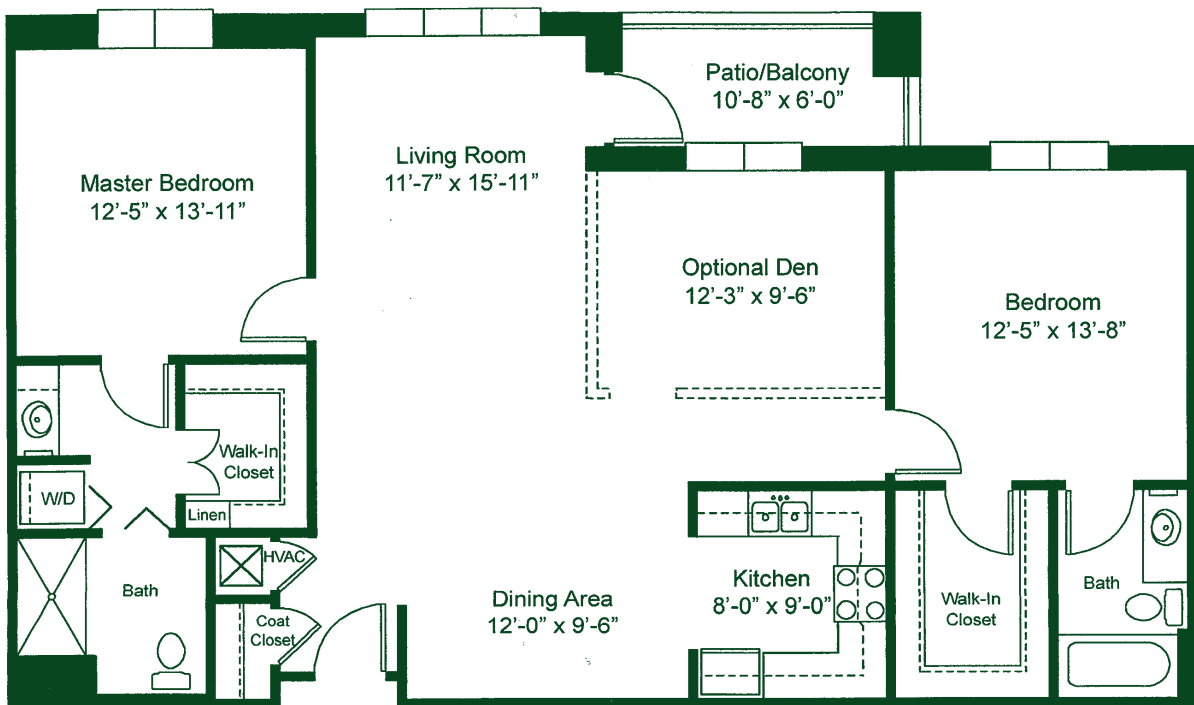 Patio/Balcony
10’-8” x 6’-0”
Living Room
11’-7” x 15’-11”
Master Bedroom
12’-5” x 13’-11”
Optional Den
12’-3” x 9’-6”
Bedroom
12’-5” x 13’-8”
Walk-In
Closet
W/D
Linen
HVAC
Bath
Coat
Closet
Dining Area
12’-0” x 9’-6”
Kitchen
8’-0” x 9’-0”
Walk-In
Closet
Bath